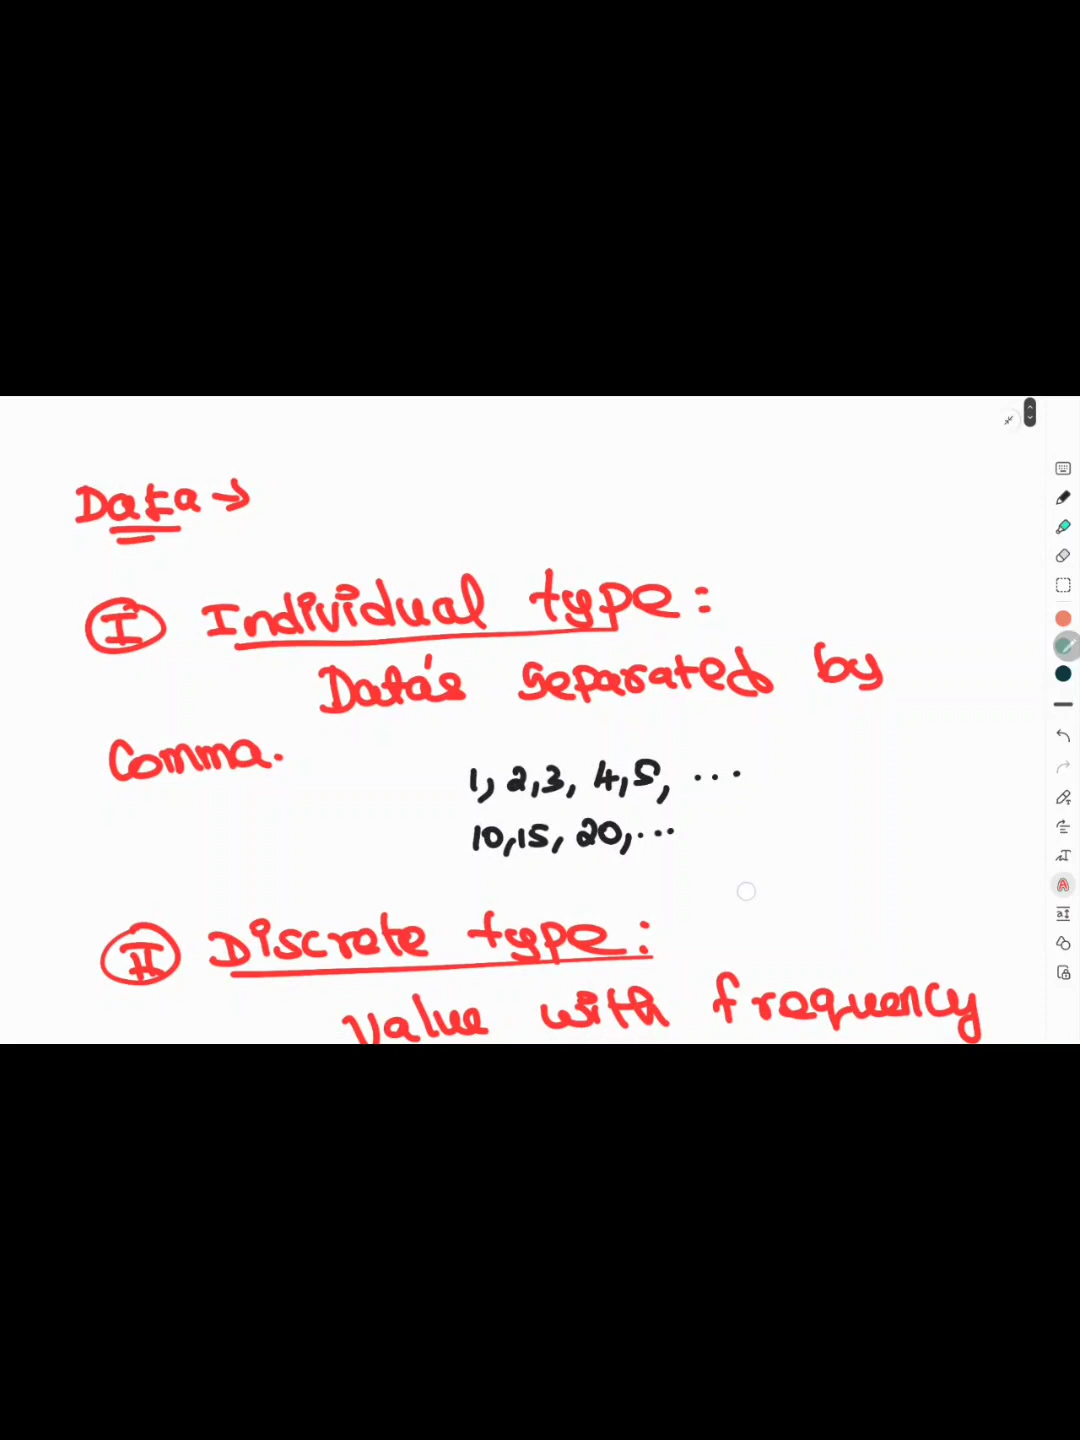 Data →
I Individual type:
Data's separated by
Comma.
1, 2, 3, 4, 5, ...
10, 15, 20, ...
II Discrete type:
value with frequency